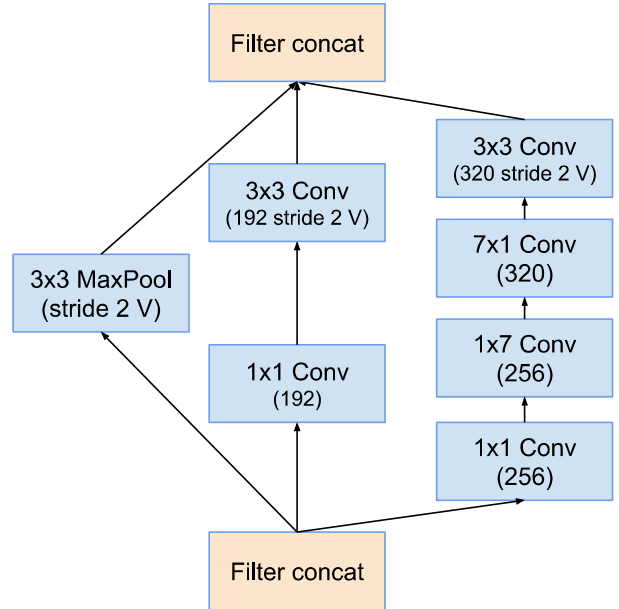 Filter concat
3x3 Conv
(320 stride 2 V)
3x3 Conv
(192 stride 2 V)
7x1 Conv
(320)
3x3 MaxPool
(stride 2 V)
1x7 Conv
(256)
1x1 Conv
(192)
1x1 Conv
(256)
Filter concat